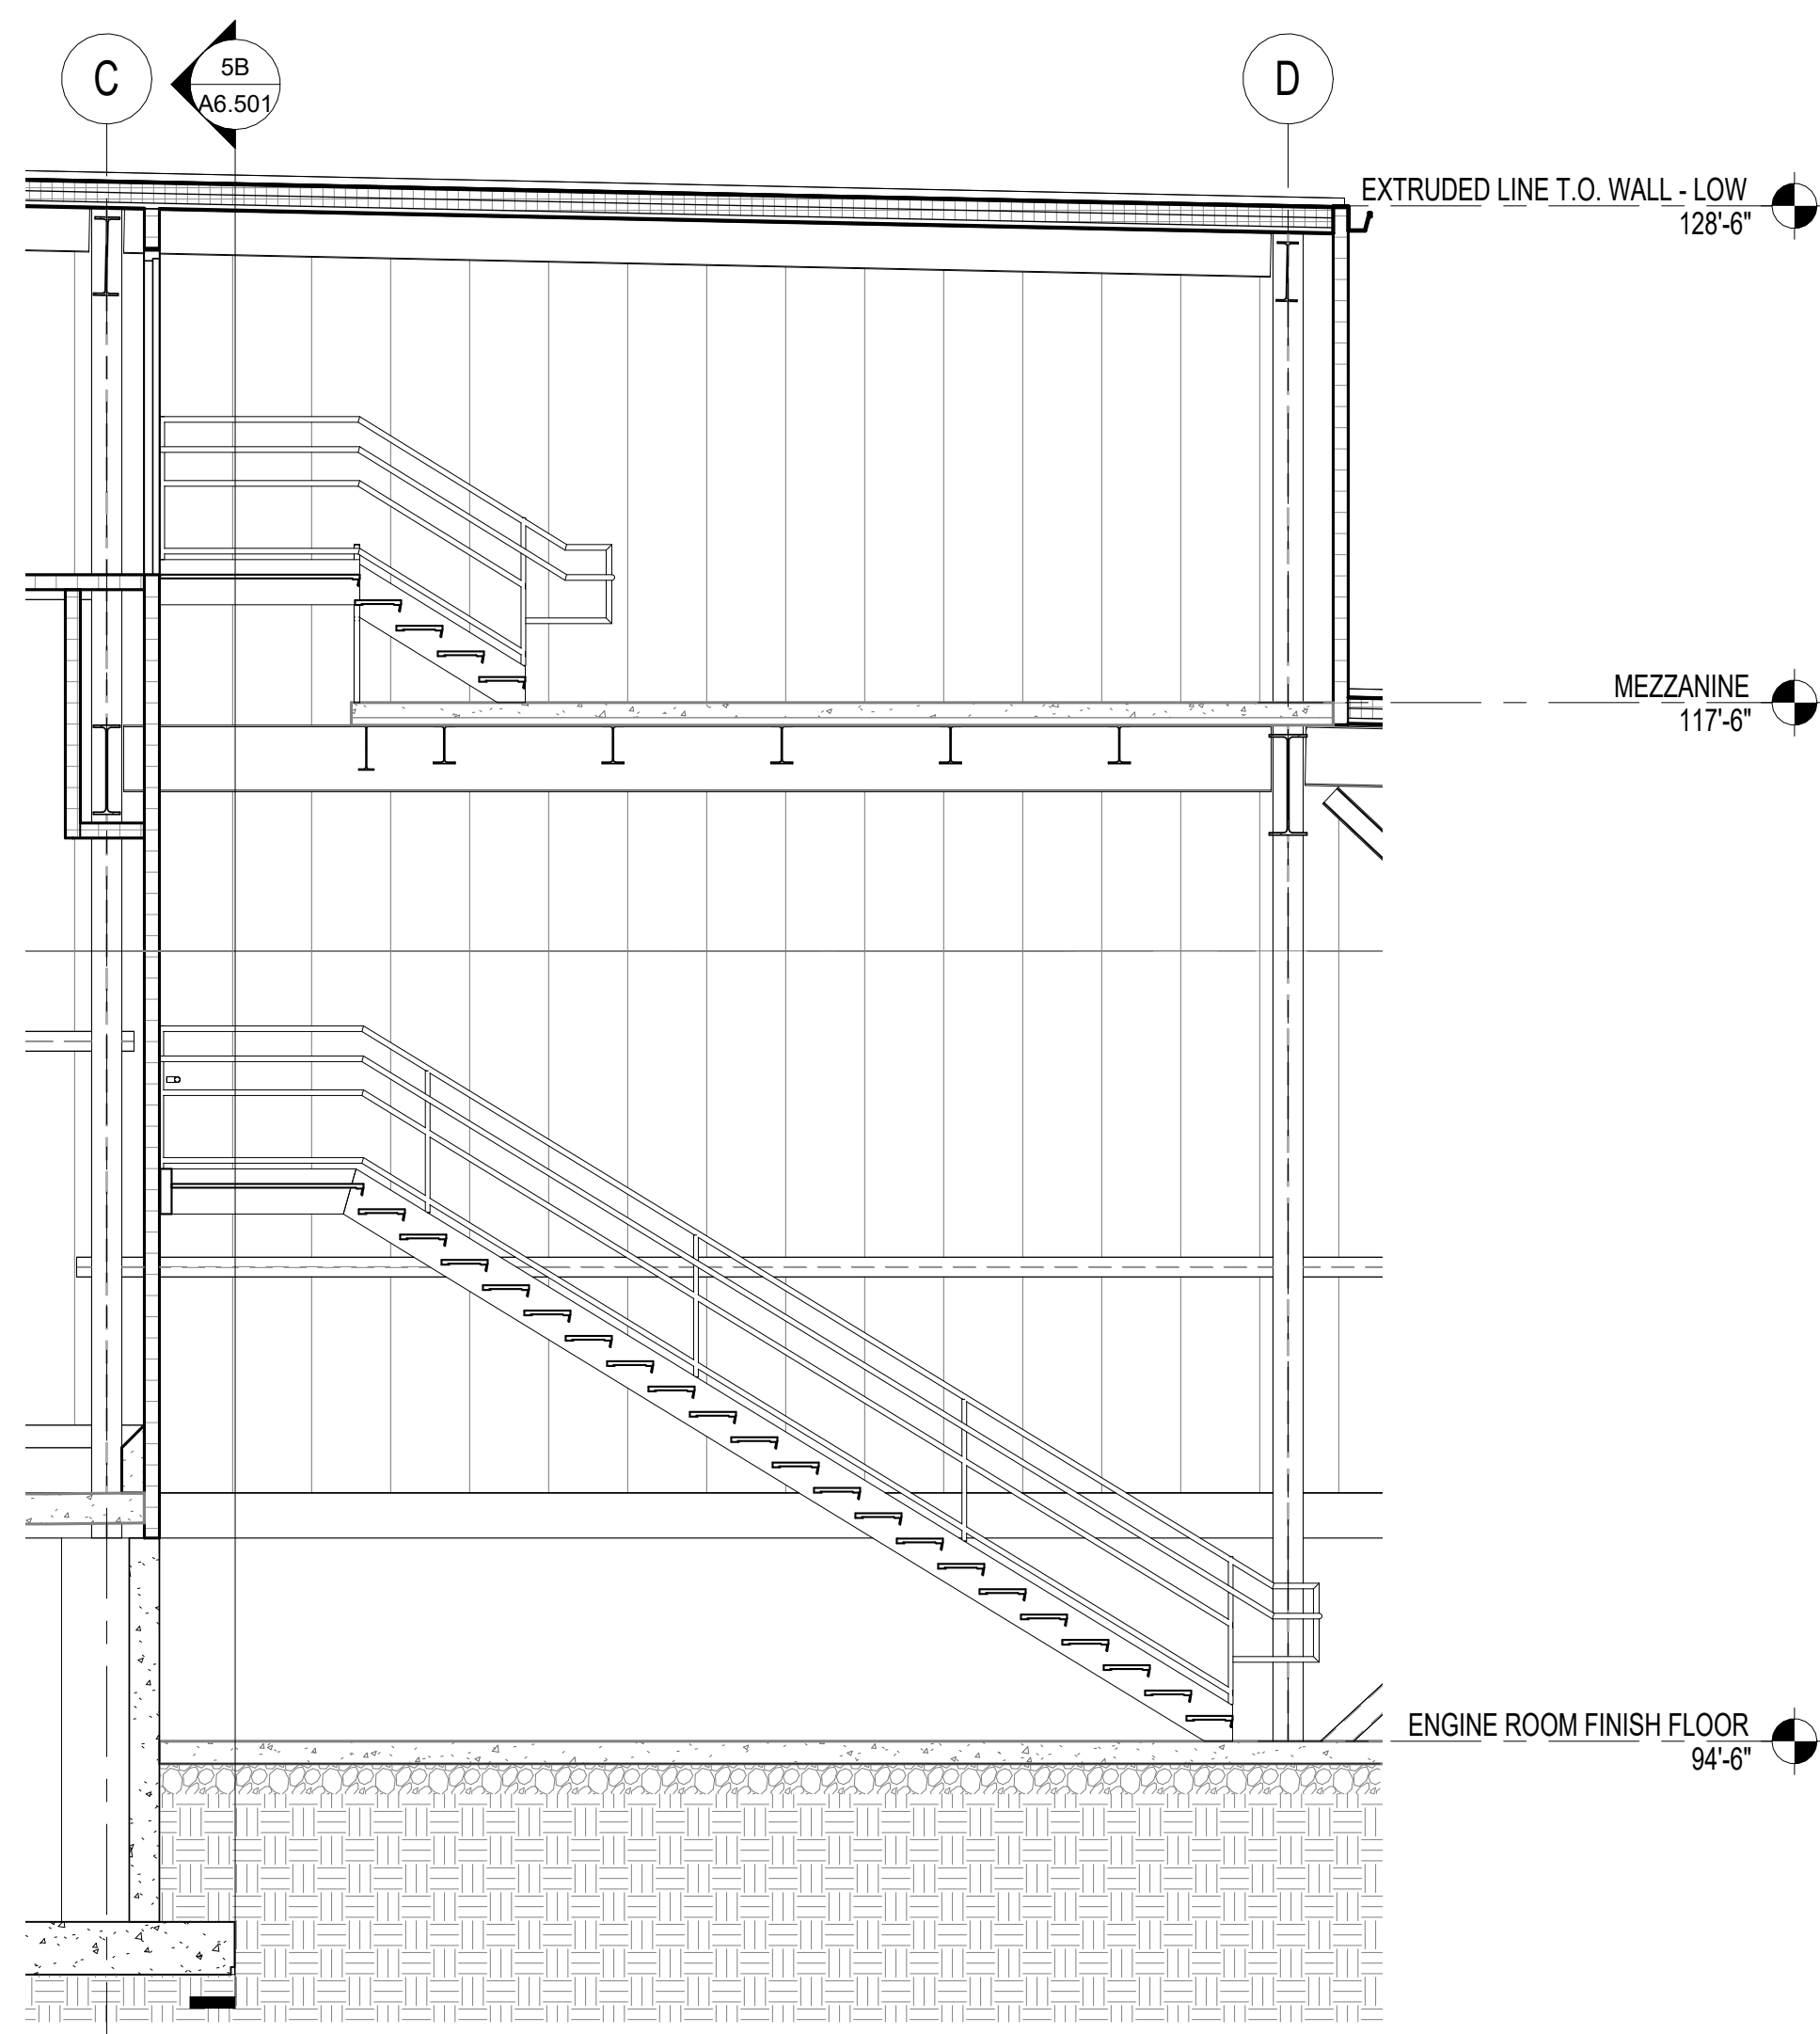 C
5B
A6.501
D
EXTRUDED LINE T.O. WALL - LOW
128'-6"
MEZZANINE
117'-6"
ENGINE ROOM FINISH FLOOR
94'-6"